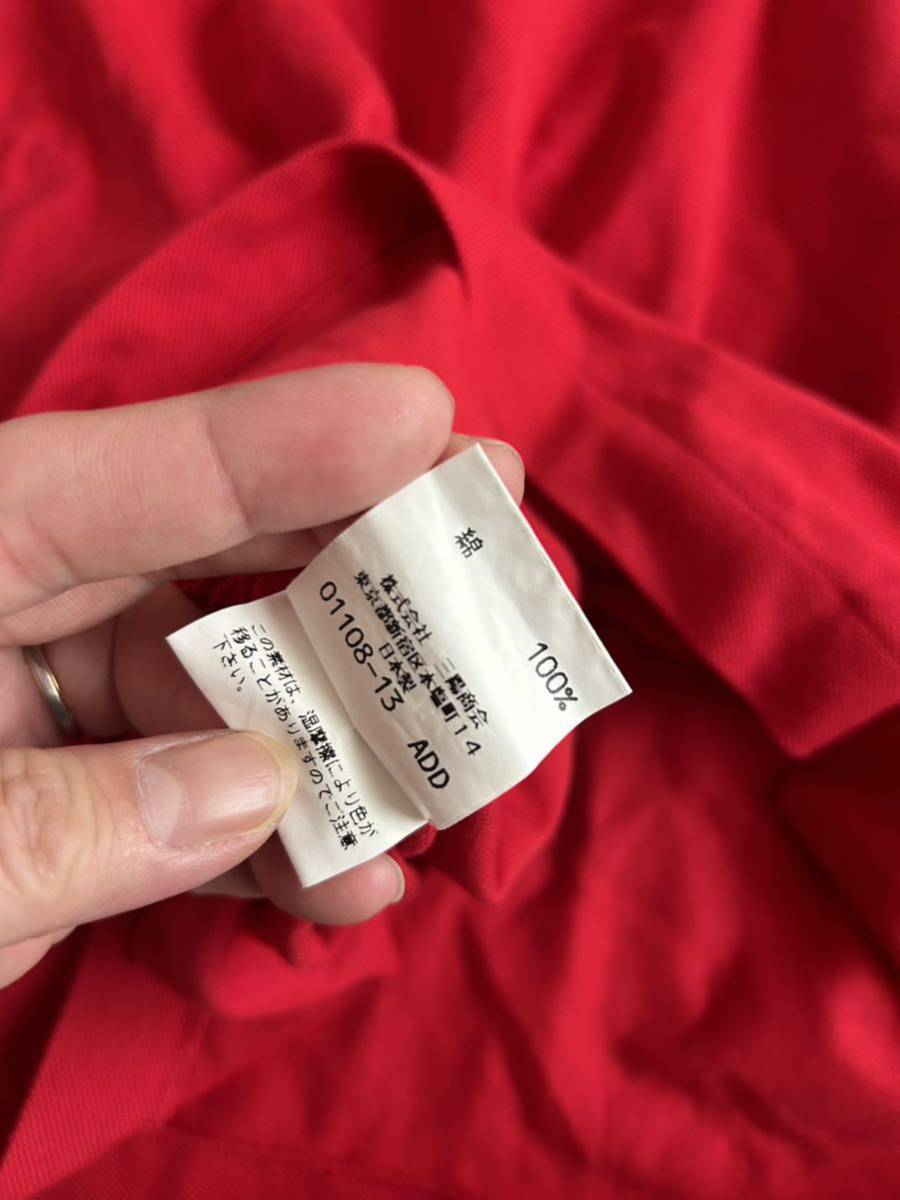 綿 100%
株式会社 三陽商会
東京都新宿区本塩町14
日本製
01108-13 ADD
この素材は、湿摩擦により色が
移ることがありますのでご注意
下さい。